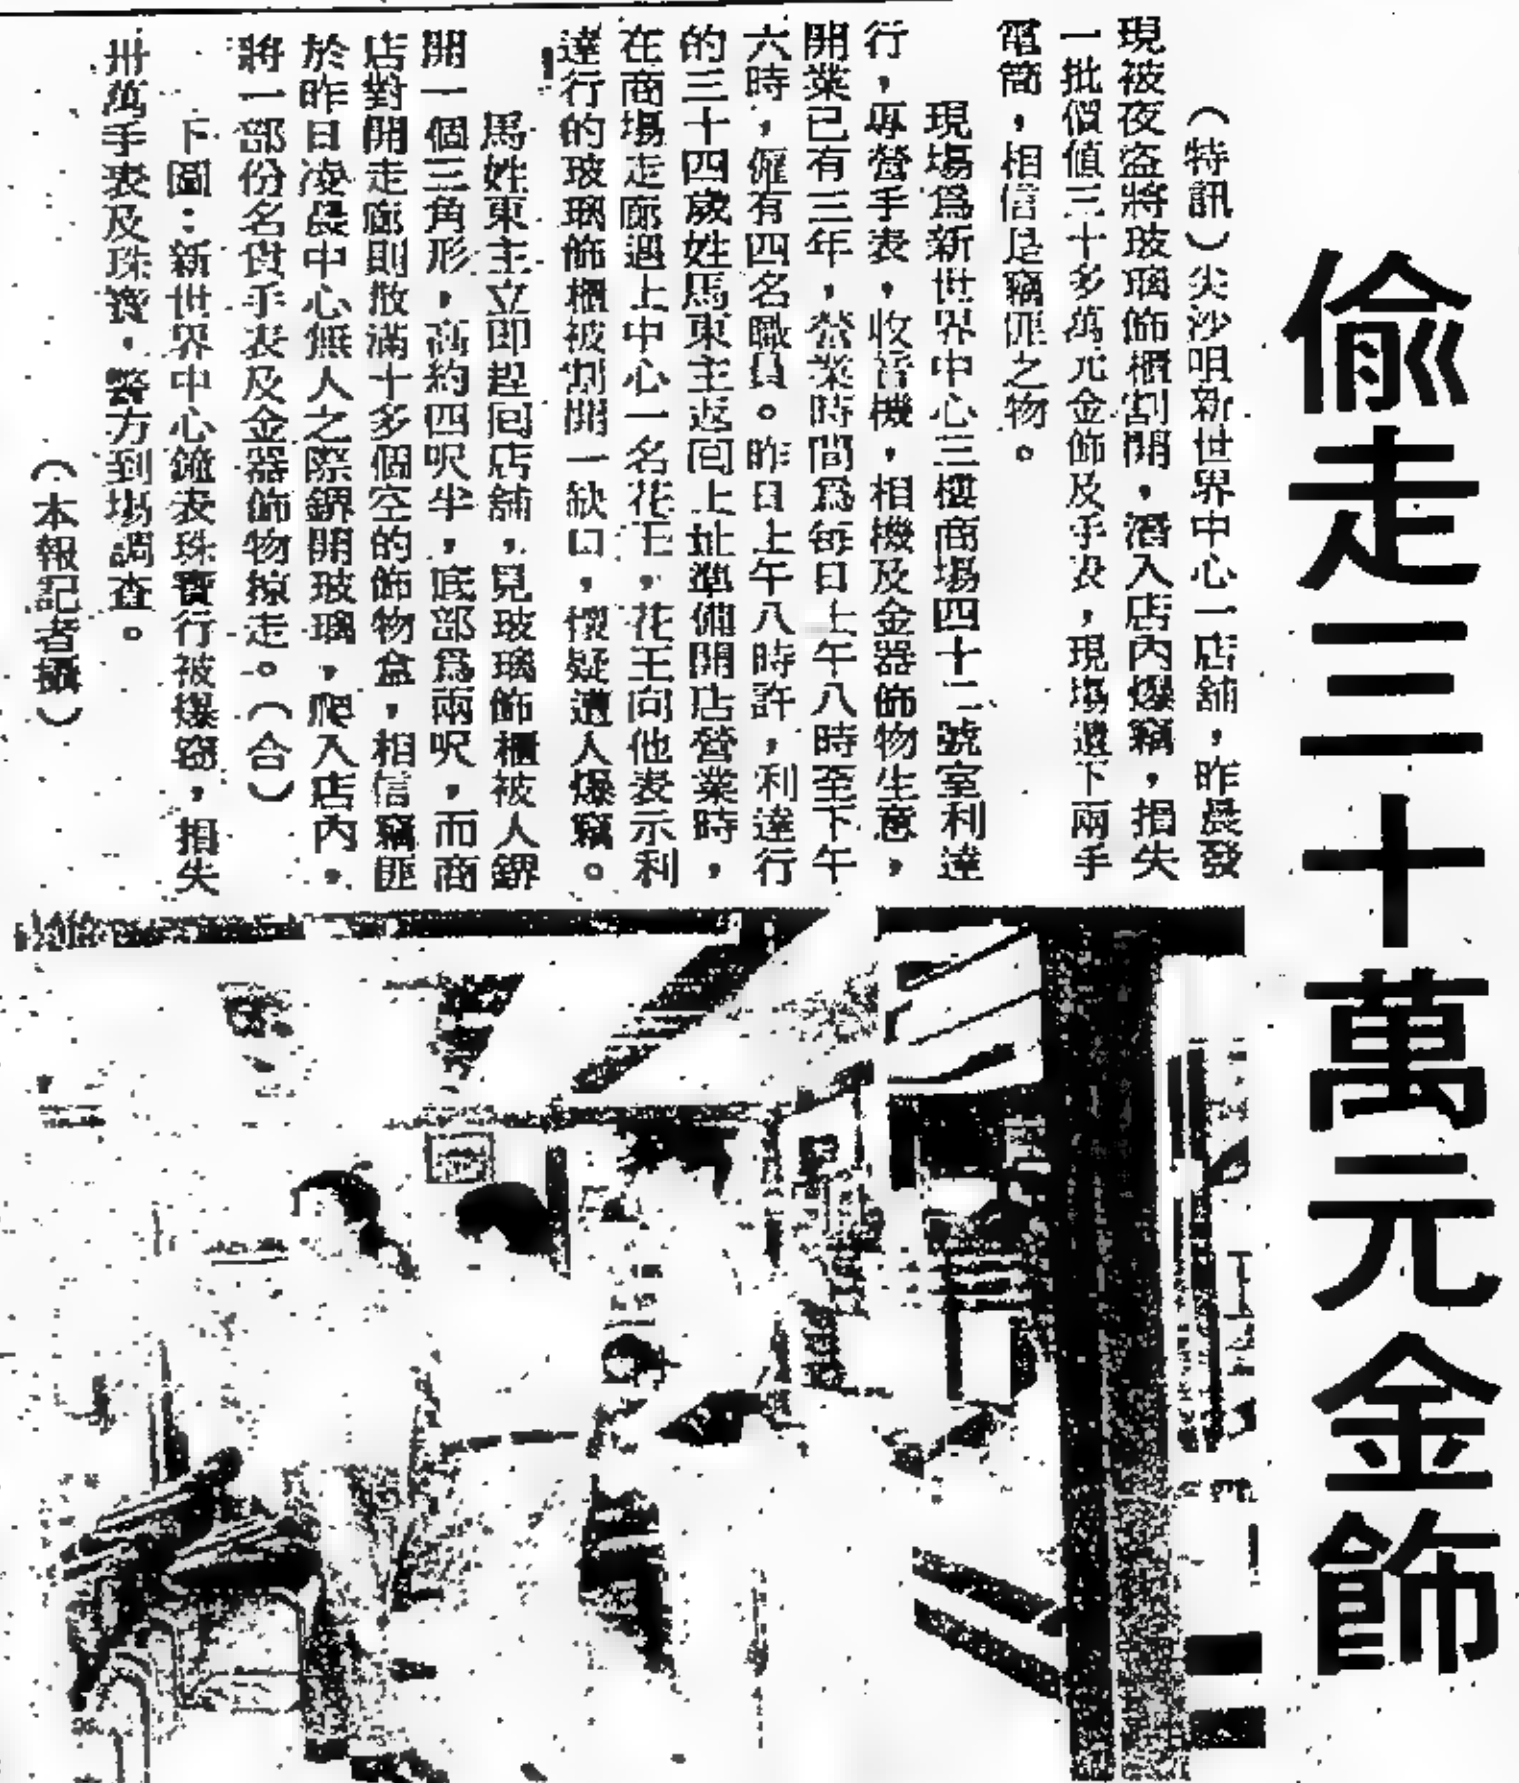 偷走三十萬元金飾
（特訊）尖沙咀新世界中心一店舖，昨晨發
現被夜盜將玻璃飾櫃割開，潛入店內爆竊，損失
一批價值三十多萬元金飾及手表，現場遺下兩手
電筒，相信是竊匪之物。
現場為新世界中心三樓商場四十二號室利達
行，專營手表，收音機，相機及金器飾物生意，
開業已有三年，營業時間為每日上午八時至下午
六時，僱有四名職員。昨日上午八時許，利達行
的三十四歲姓馬東主返回上址準備開店營業時，
在商場走廊遇上中心一名花王，花王向他表示利
達行的玻璃飾櫃被割開一缺口，懷疑遭人爆竊。
馬姓東主立即趕回店舖，見玻璃飾櫃被人鎅
開一個三角形，高約四呎半，底部為兩呎，而商
店對開走廊則散滿十多個空的飾物盒，相信竊匪
於昨日凌晨中心無人之際鎅開玻璃，爬入店內，
將一部份名貴手表及金器飾物掠走。（合）
下圖：新世界中心鐘表珠寶行被爆竊，損失
卅萬手表及珠寶，警方到場調查。
（本報記者攝）